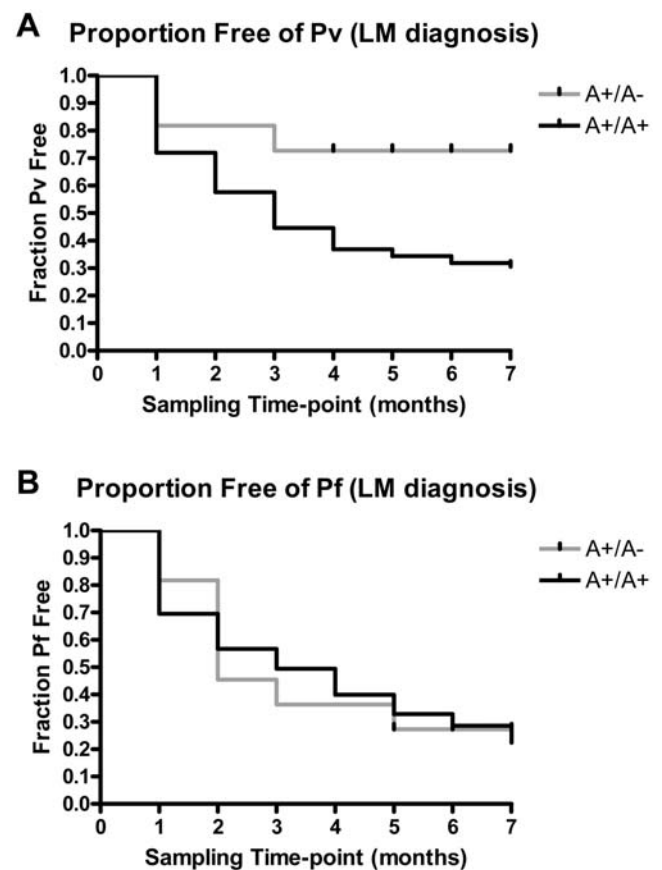 A Proportion Free of Pv (LM diagnosis)
1.0
0.9
0.8
0.7
0.6
0.5
0.4
0.3
0.2
0.1
0.0
Fraction Pv Free
0 1 2 3 4 5 6 7
Sampling Time-point (months)
A+/A-
A+/A+
B Proportion Free of Pf (LM diagnosis)
1.0
0.9
0.8
0.7
0.6
0.5
0.4
0.3
0.2
0.1
0.0
Fraction Pf Free
0 1 2 3 4 5 6 7
Sampling Time-point (months)
A+/A-
A+/A+